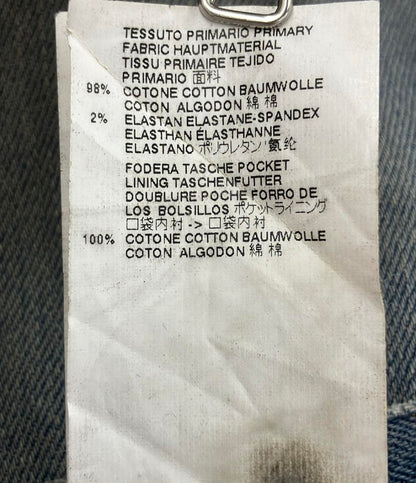 TESSUTO PRIMARIO PRIMARY
FABRIC HAUPTMATERIAL
TISSU PRIMAIRE TEJIDO
PRIMARIO 面料
98% COTONE COTTON BAUMWOLLE
COTON ALGODON 綿 棉
2% ELASTAN ELASTANE-SPANDEX
ELASTHAN ÉLASTHANNE
ELASTANO ポリウレタン 氨纶
FODERA TASCHE POCKET
LINING TASCHENFUTTER
DOUBLURE POCHE FORRO DE
LOS BOLSILLOS ポケットライニング
口袋内衬 -> 口袋内衬
100% COTONE COTTON BAUMWOLLE
COTON ALGODON 綿 棉